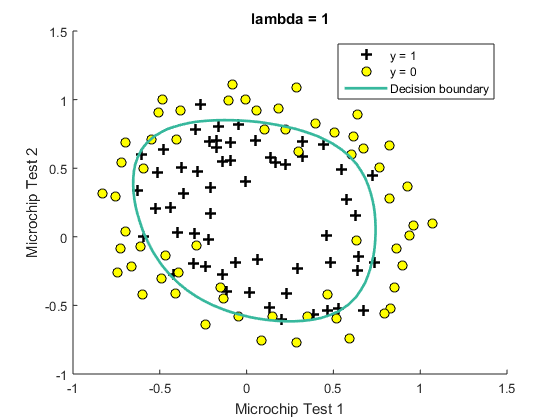 lambda = 1
y = 1
y = 0
Decision boundary
1.5
1
0.5
0
-0.5
-1
Microchip Test 2
-1 -0.5 0 0.5 1 1.5
Microchip Test 1